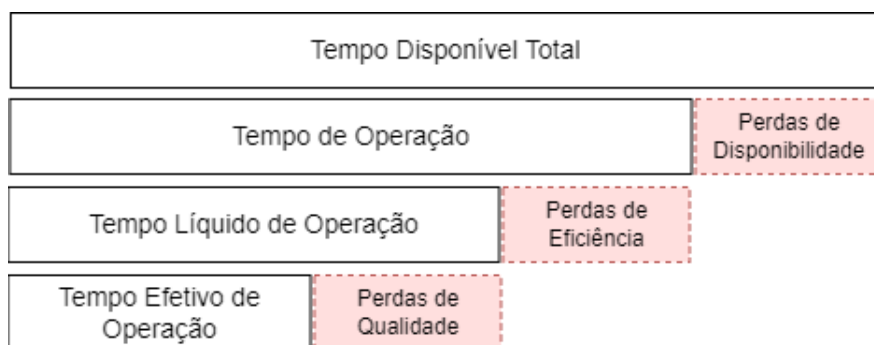 Tempo Disponível Total
Tempo de Operação
Perdas de
Disponibilidade
Tempo Líquido de Operação
Perdas de
Eficiência
Tempo Efetivo de
Operação
Perdas de
Qualidade